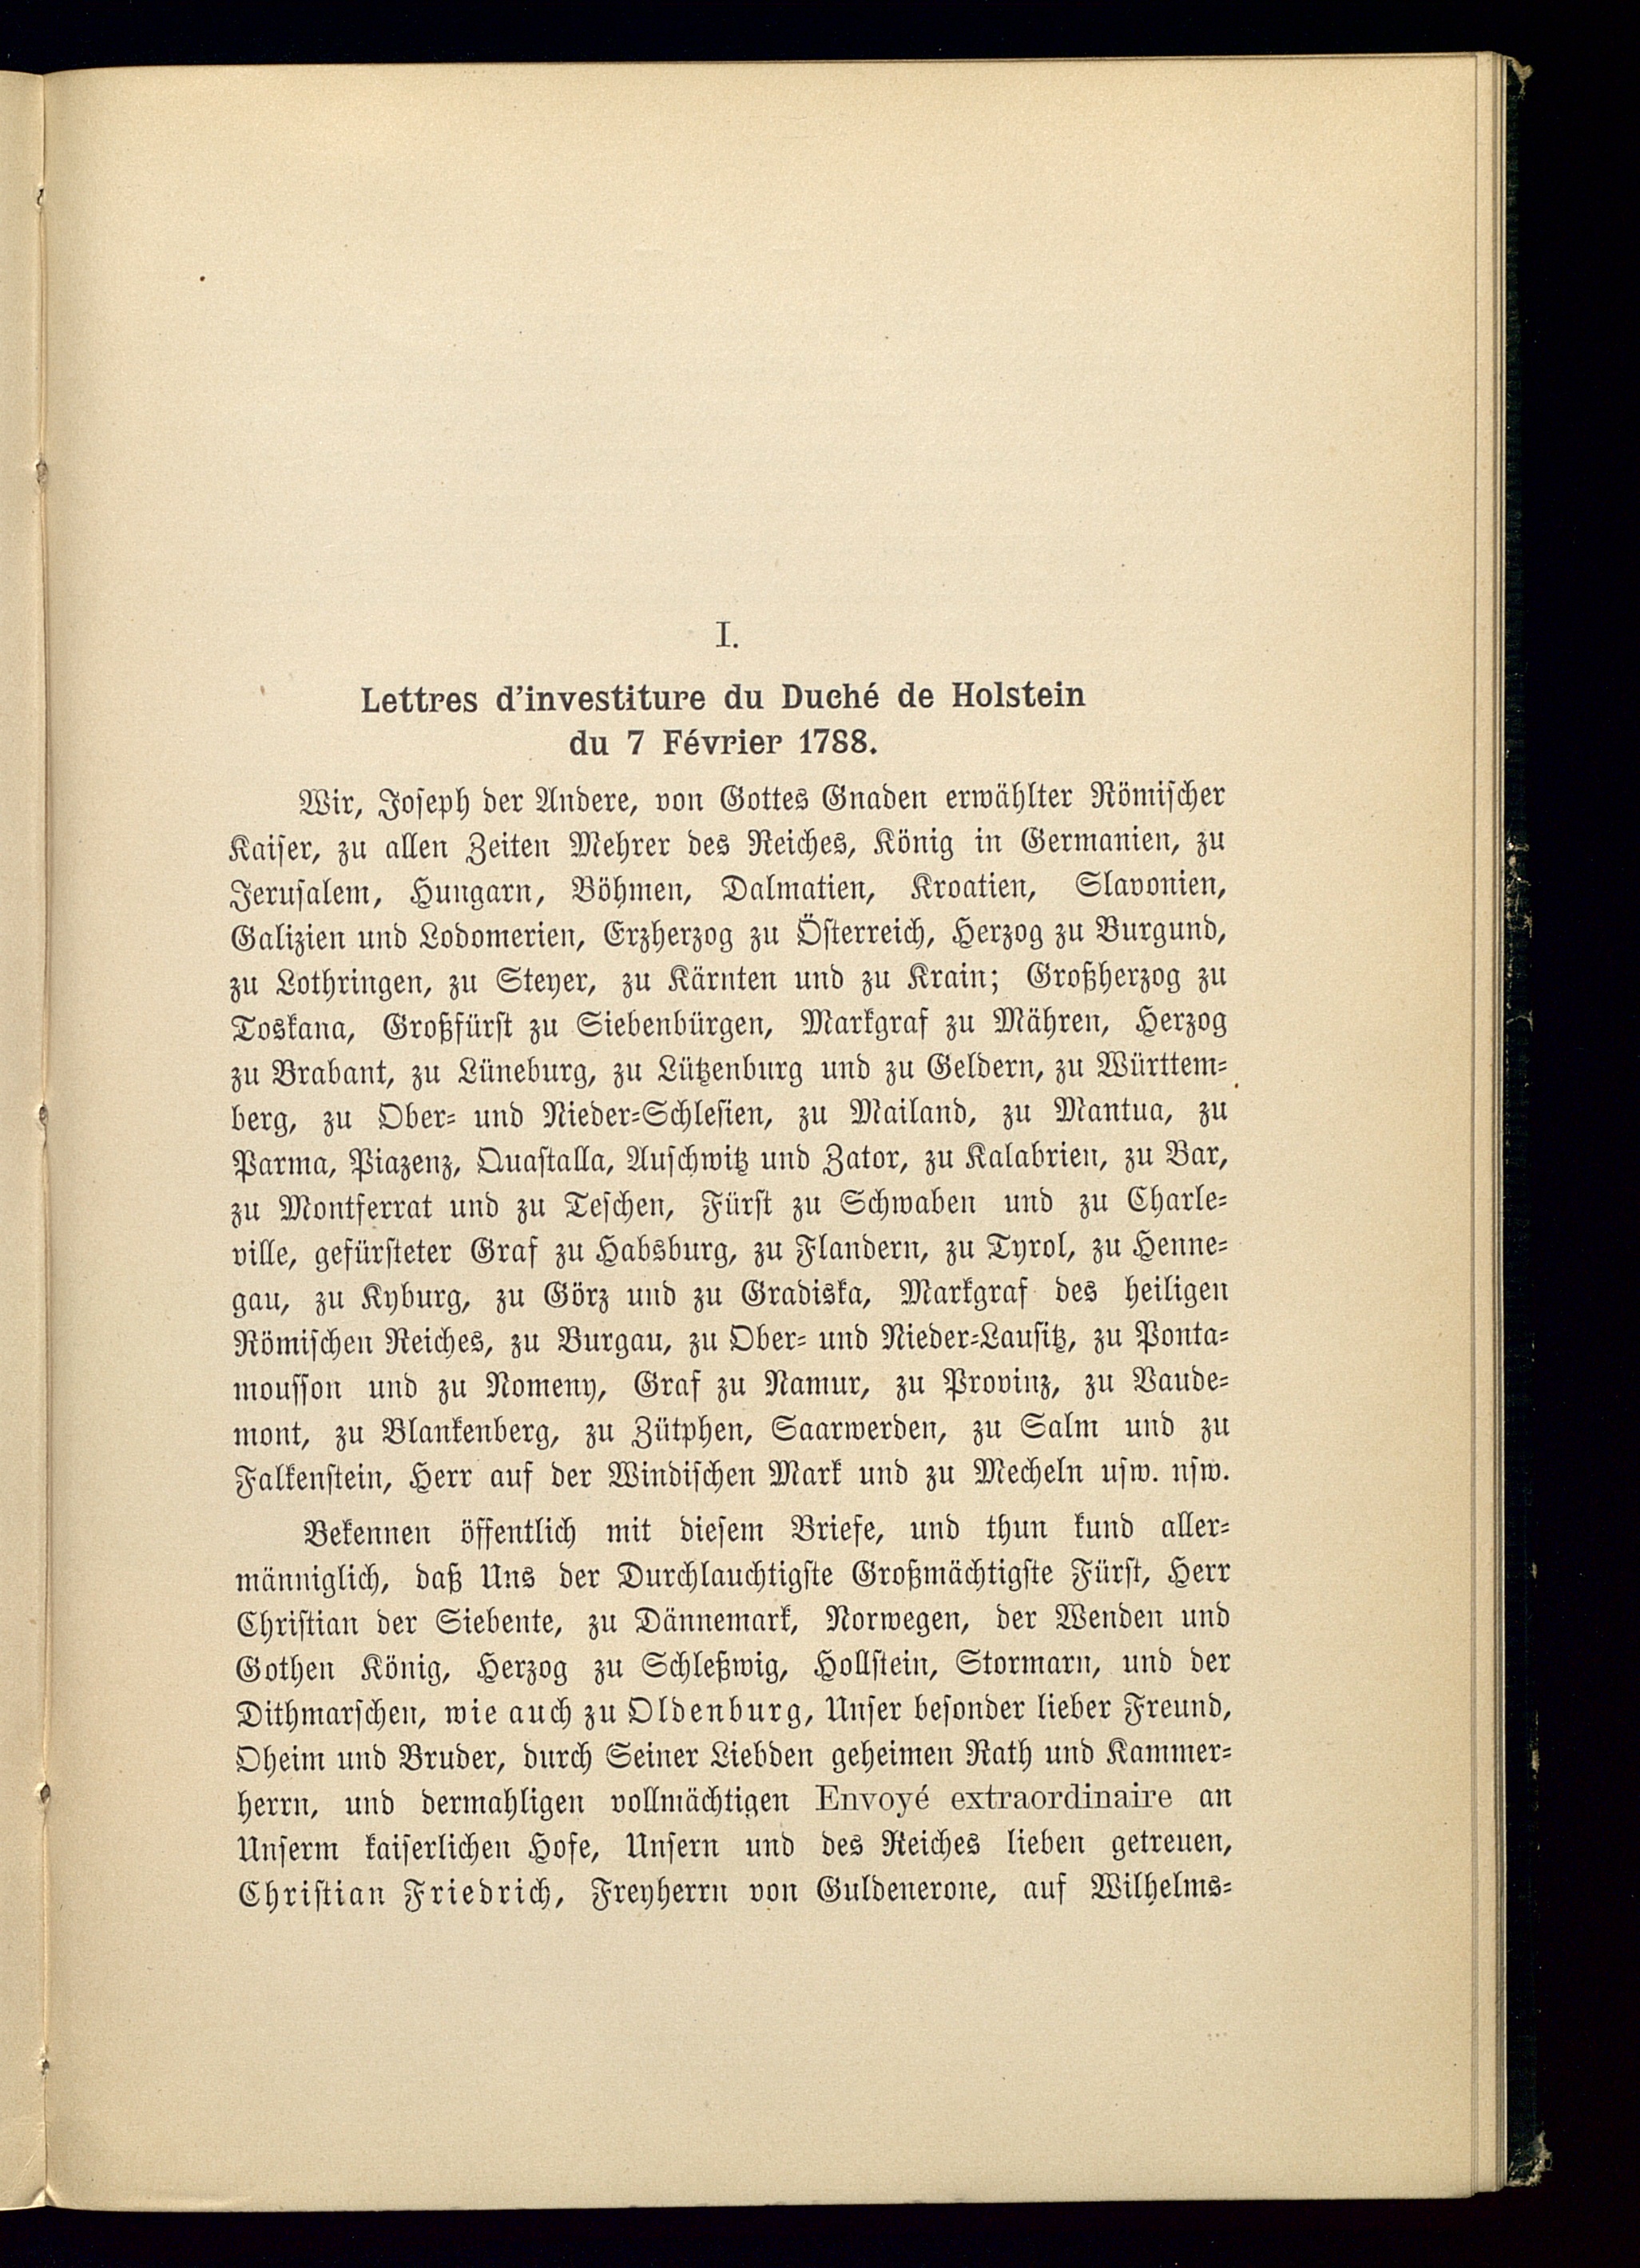 I.
Lettres d'investiture du Duché de Holstein
du 7 Février 1788.
Wir, Joseph der Andere, von Gottes Gnaden erwählter Römischer
Kaiser, zu allen Zeiten Mehrer des Reiches, König in Germanien, zu
Jerusalem, Hungarn, Böhmen, Dalmatien, Kroatien, Slavonien,
Galizien und Lodomerien, Erzherzog zu Österreich, Herzog zu Burgund,
zu Lothringen, zu Steyer, zu Kärnten und zu Krain; Großherzog zu
Toskana, Großfürst zu Siebenbürgen, Markgraf zu Mähren, Herzog
zu Brabant, zu Lüneburg, zu Lützenburg und zu Geldern, zu Württem-
berg, zu Ober- und Nieder-Schlesien, zu Mailand, zu Mantua, zu
Parma, Piazenz, Quastalla, Auschwitz und Zator, zu Kalabrien, zu Bar,
zu Montferrat und zu Teschen, Fürst zu Schwaben und zu Charle-
ville, gefürsteter Graf zu Habsburg, zu Flandern, zu Tyrol, zu Henne-
gau, zu Kyburg, zu Görz und zu Gradiska, Markgraf des heiligen
Römischen Reiches, zu Burgau, zu Ober- und Nieder-Lausitz, zu Ponta-
mousson und zu Nomeny, Graf zu Namur, zu Provinz, zu Vaude-
mont, zu Blankenberg, zu Zütphen, Saarwerden, zu Salm und zu
Falkenstein, Herr auf der Windischen Mark und zu Mecheln usw. nsw.
Bekennen öffentlich mit diesem Briefe, und thun kund aller-
männiglich, daß Uns der Durchlauchtigste Großmächtigste Fürst, Herr
Christian der Siebente, zu Dännemark, Norwegen, der Wenden und
Gothen König, Herzog zu Schleßwig, Hollstein, Stormarn, und der
Dithmarschen, wie auch zu Oldenburg, Unser besonder lieber Freund,
Oheim und Bruder, durch Seiner Liebden geheimen Rath und Kammer-
herrn, und dermahligen vollmächtigen Envoyé extraordinaire an
Unserm kaiserlichen Hofe, Unsern und des Reiches lieben getreuen,
Christian Friedrich, Freyherrn von Guldenerone, auf Wilhelms-